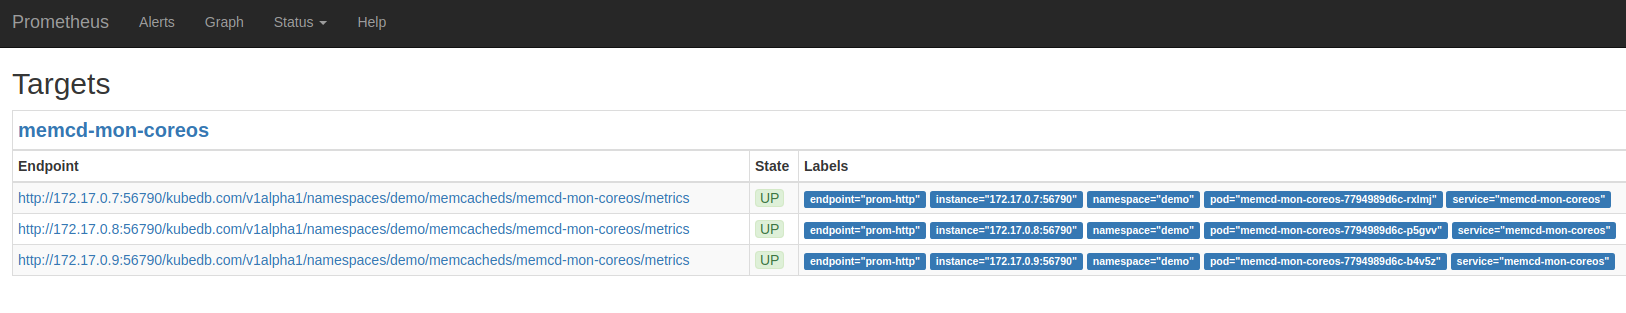 Prometheus Alerts Graph Status Help
Targets
memcd-mon-coreos
Endpoint State Labels
http://172.17.0.7:56790/kubedb.com/v1alpha1/namespaces/demo/memcacheds/memcd-mon-coreos/metrics UP endpoint="prom-http" instance="172.17.0.7:56790" namespace="demo" pod="memcd-mon-coreos-7794989d6c-rxlmj" service="memcd-mon-coreos"
http://172.17.0.8:56790/kubedb.com/v1alpha1/namespaces/demo/memcacheds/memcd-mon-coreos/metrics UP endpoint="prom-http" instance="172.17.0.8:56790" namespace="demo" pod="memcd-mon-coreos-7794989d6c-p5gvv" service="memcd-mon-coreos"
http://172.17.0.9:56790/kubedb.com/v1alpha1/namespaces/demo/memcacheds/memcd-mon-coreos/metrics UP endpoint="prom-http" instance="172.17.0.9:56790" namespace="demo" pod="memcd-mon-coreos-7794989d6c-b4v5z" service="memcd-mon-coreos"